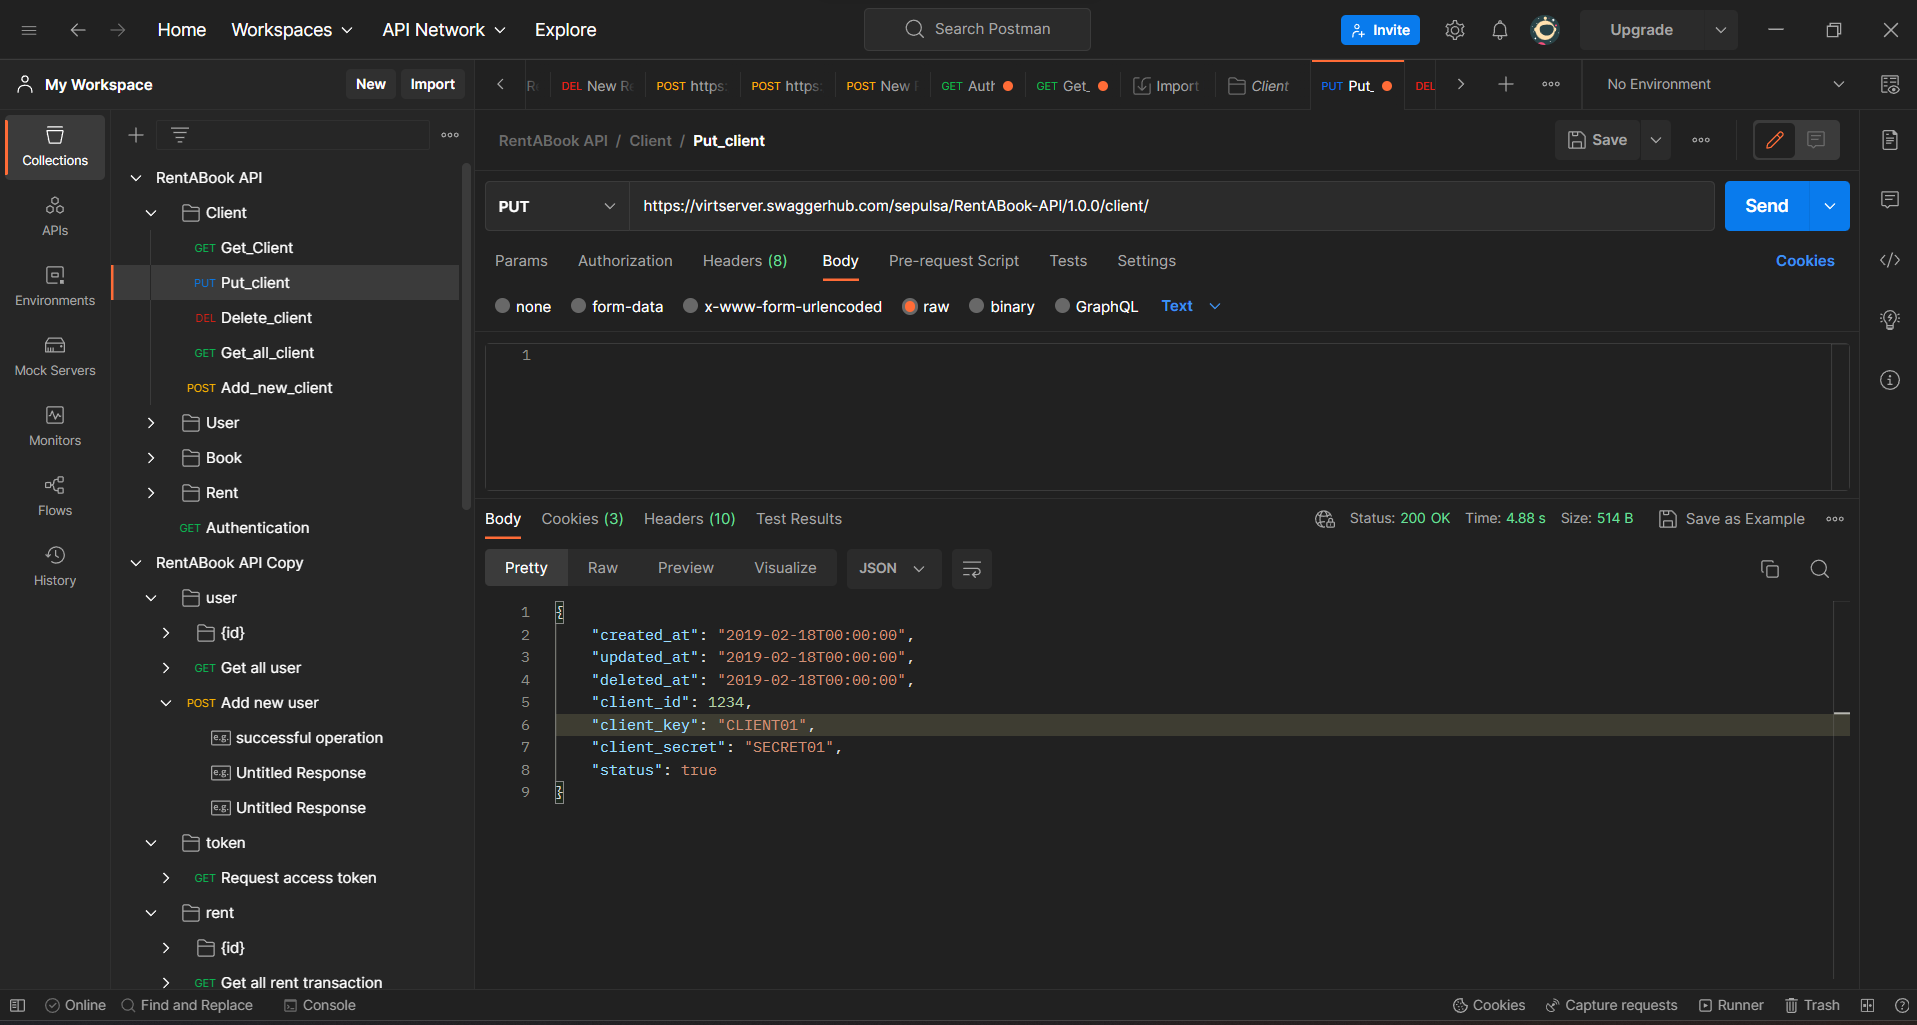 Home Workspaces API Network Explore Search Postman Invite Upgrade
My Workspace New Import
DEL New Re POST https: POST https: POST New GET Auth GET Get_ Import Client PUT Put_ DEL No Environment
Collections
APIs
Environments
Mock Servers
Monitors
Flows
History
RentABook API
Client
GET Get_Client
PUT Put_client
DEL Delete_client
GET Get_all_client
POST Add_new_client
User
Book
Rent
GET Authentication
RentABook API Copy
user
{id}
GET Get all user
POST Add new user
e.g. successful operation
e.g. Untitled Response
e.g. Untitled Response
token
GET Request access token
rent
{id}
GET Get all rent transaction
RentABook API / Client / Put_client Save
PUT https://virtserver.swaggerhub.com/sepulsa/RentABook-API/1.0.0/client/ Send
Params Authorization Headers (8) Body Pre-request Script Tests Settings Cookies
none form-data x-www-form-urlencoded raw binary GraphQL Text
1
Body Cookies (3) Headers (10) Test Results Status: 200 OK Time: 4.88 s Size: 514 B Save as Example
Pretty Raw Preview Visualize JSON
1 {
2 "created_at": "2019-02-18T00:00:00",
3 "updated_at": "2019-02-18T00:00:00",
4 "deleted_at": "2019-02-18T00:00:00",
5 "client_id": 1234,
6 "client_key": "CLIENT01",
7 "client_secret": "SECRET01",
8 "status": true
9 }
Online Find and Replace Console Cookies Capture requests Runner Trash